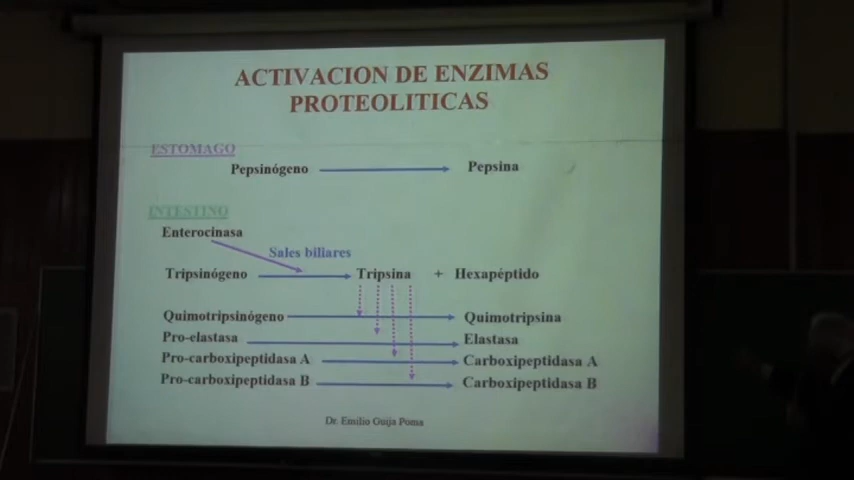 ACTIVACION DE ENZIMAS
PROTEOLITICAS
ESTOMAGO
Pepsinógeno Pepsina
INTESTINO
Enterocinasa
Sales biliares
Tripsinógeno Tripsina + Hexapéptido
Quimotripsinógeno Quimotripsina
Pro-elastasa Elastasa
Pro-carboxipeptidasa A Carboxipeptidasa A
Pro-carboxipeptidasa B Carboxipeptidasa B
Dr. Emilio Guija Poma